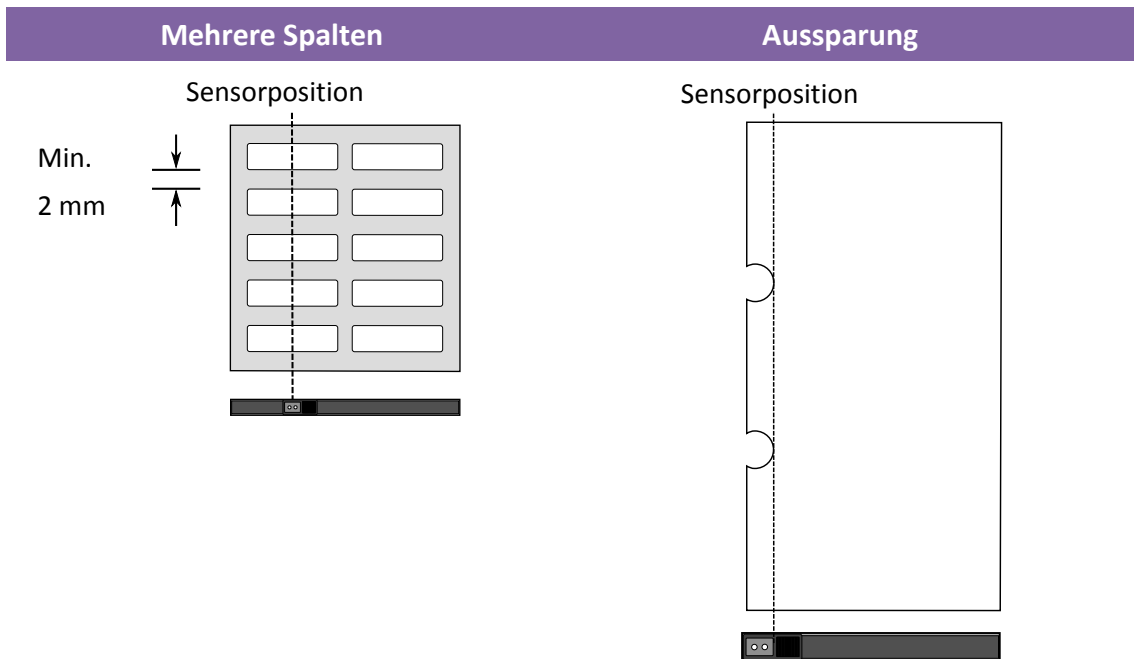 Mehrere Spalten
Aussparung
Sensorposition
Min.
2 mm
Sensorposition